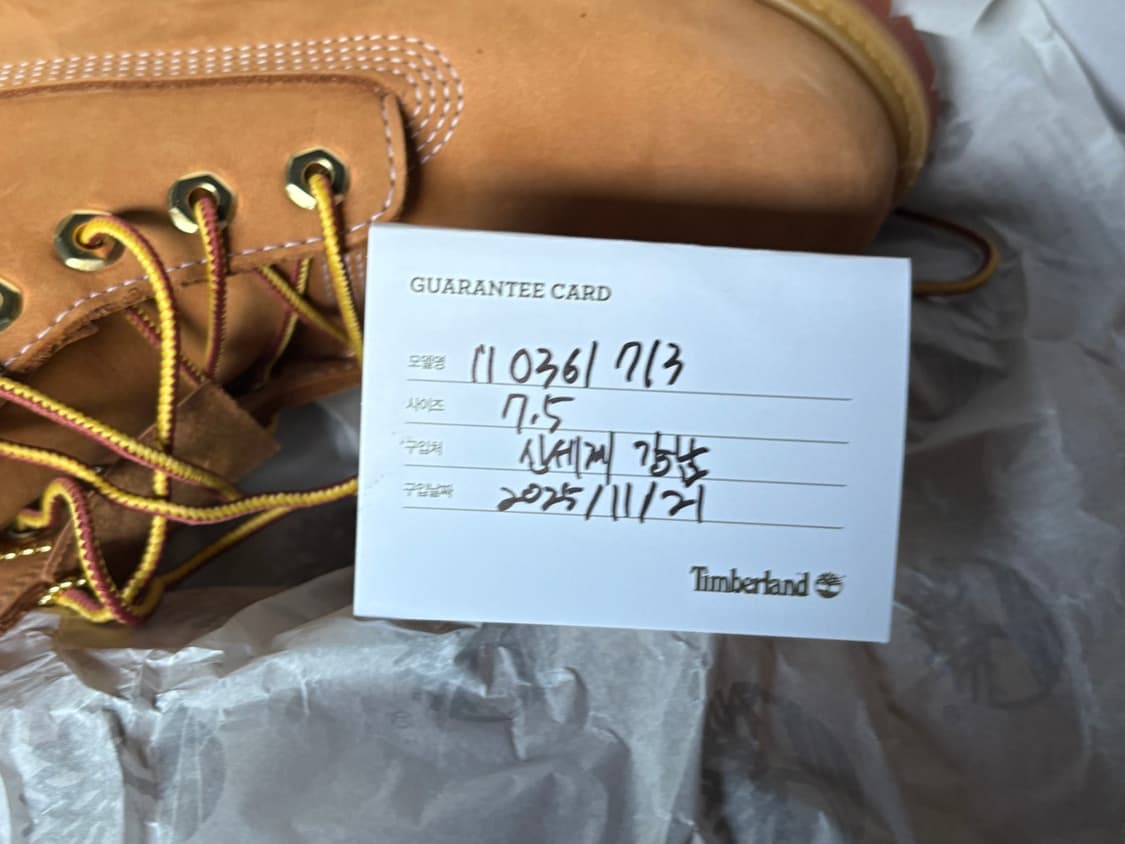 GUARANTEE CARD
모델명 110361 713
사이즈 7.5
구입처 신세계 강남
구입날짜 2025/11/21
Timberland